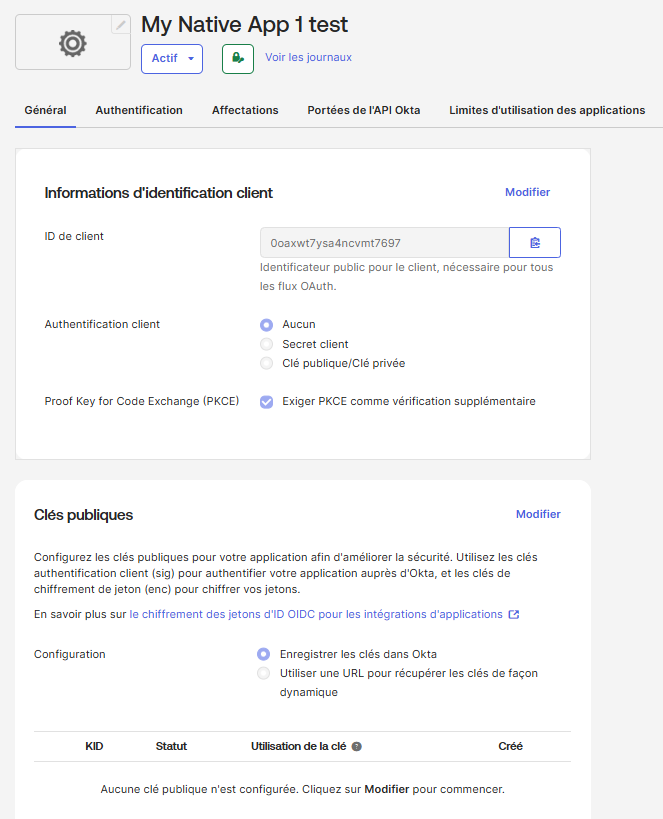 My Native App 1 test
Actif
Voir les journaux
Général
Authentification
Affectations
Portées de l'API Okta
Limites d'utilisation des applications
Informations d'identification client
Modifier
ID de client
0oaxwt7ysa4ncvmt7697
Identificateur public pour le client, nécessaire pour tous
les flux OAuth.
Authentification client
Aucun
Secret client
Clé publique/Clé privée
Proof Key for Code Exchange (PKCE)
Exiger PKCE comme vérification supplémentaire
Clés publiques
Modifier
Configurez les clés publiques pour votre application afin d'améliorer la sécurité. Utilisez les clés
authentification client (sig) pour authentifier votre application auprès d'Okta, et les clés de
chiffrement de jeton (enc) pour chiffrer vos jetons.
En savoir plus sur le chiffrement des jetons d'ID OIDC pour les intégrations d'applications
Configuration
Enregistrer les clés dans Okta
Utiliser une URL pour récupérer les clés de façon
dynamique
KID
Statut
Utilisation de la clé
Créé
Aucune clé publique n'est configurée. Cliquez sur Modifier pour commencer.